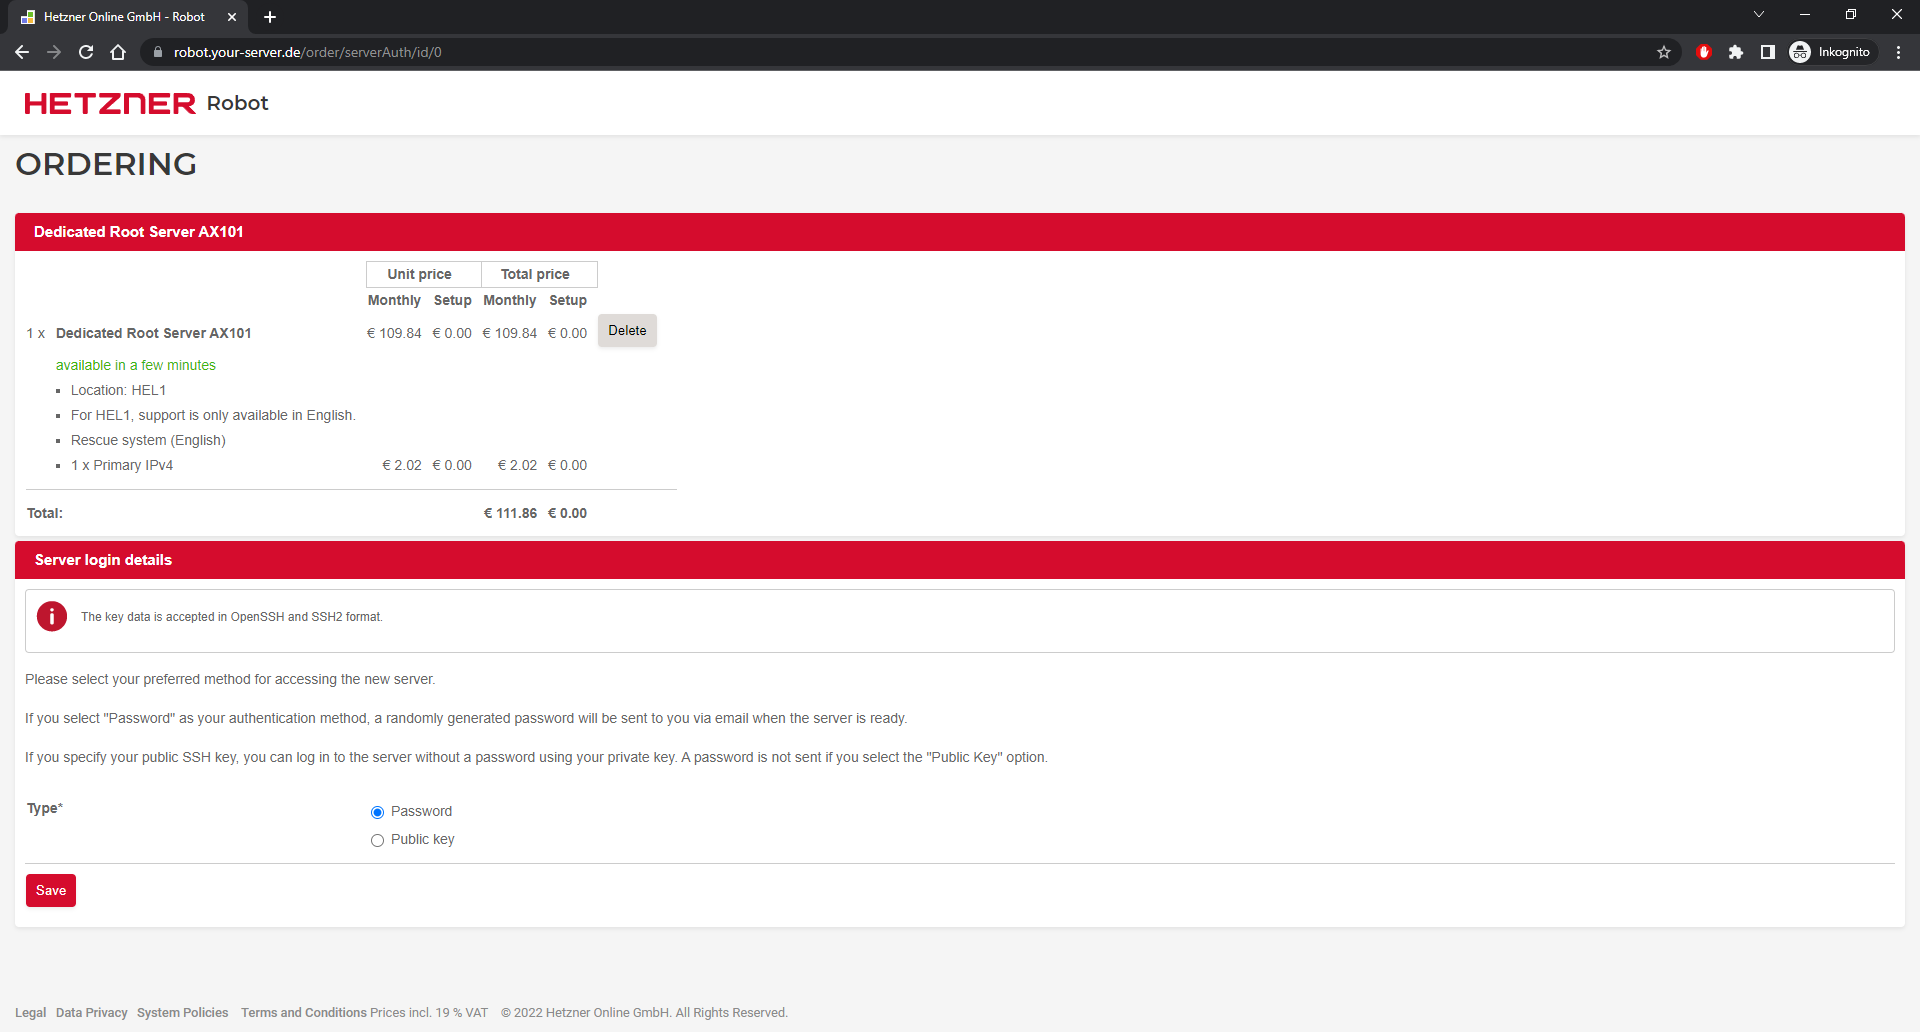 Hetzner Online GmbH - Robot
robot.your-server.de/order/serverAuth/id/0
Inkognito
HETZNER Robot
ORDERING
Dedicated Root Server AX101
Unit price Total price
Monthly Setup Monthly Setup
1 x Dedicated Root Server AX101 € 109.84 € 0.00 € 109.84 € 0.00 Delete
available in a few minutes
Location: HEL1
For HEL1, support is only available in English.
Rescue system (English)
1 x Primary IPv4 € 2.02 € 0.00 € 2.02 € 0.00
Total: € 111.86 € 0.00
Server login details
The key data is accepted in OpenSSH and SSH2 format.
Please select your preferred method for accessing the new server.
If you select "Password" as your authentication method, a randomly generated password will be sent to you via email when the server is ready.
If you specify your public SSH key, you can log in to the server without a password using your private key. A password is not sent if you select the "Public Key" option.
Type* Password
Public key
Save
Legal Data Privacy System Policies Terms and Conditions Prices incl. 19 % VAT © 2022 Hetzner Online GmbH. All Rights Reserved.